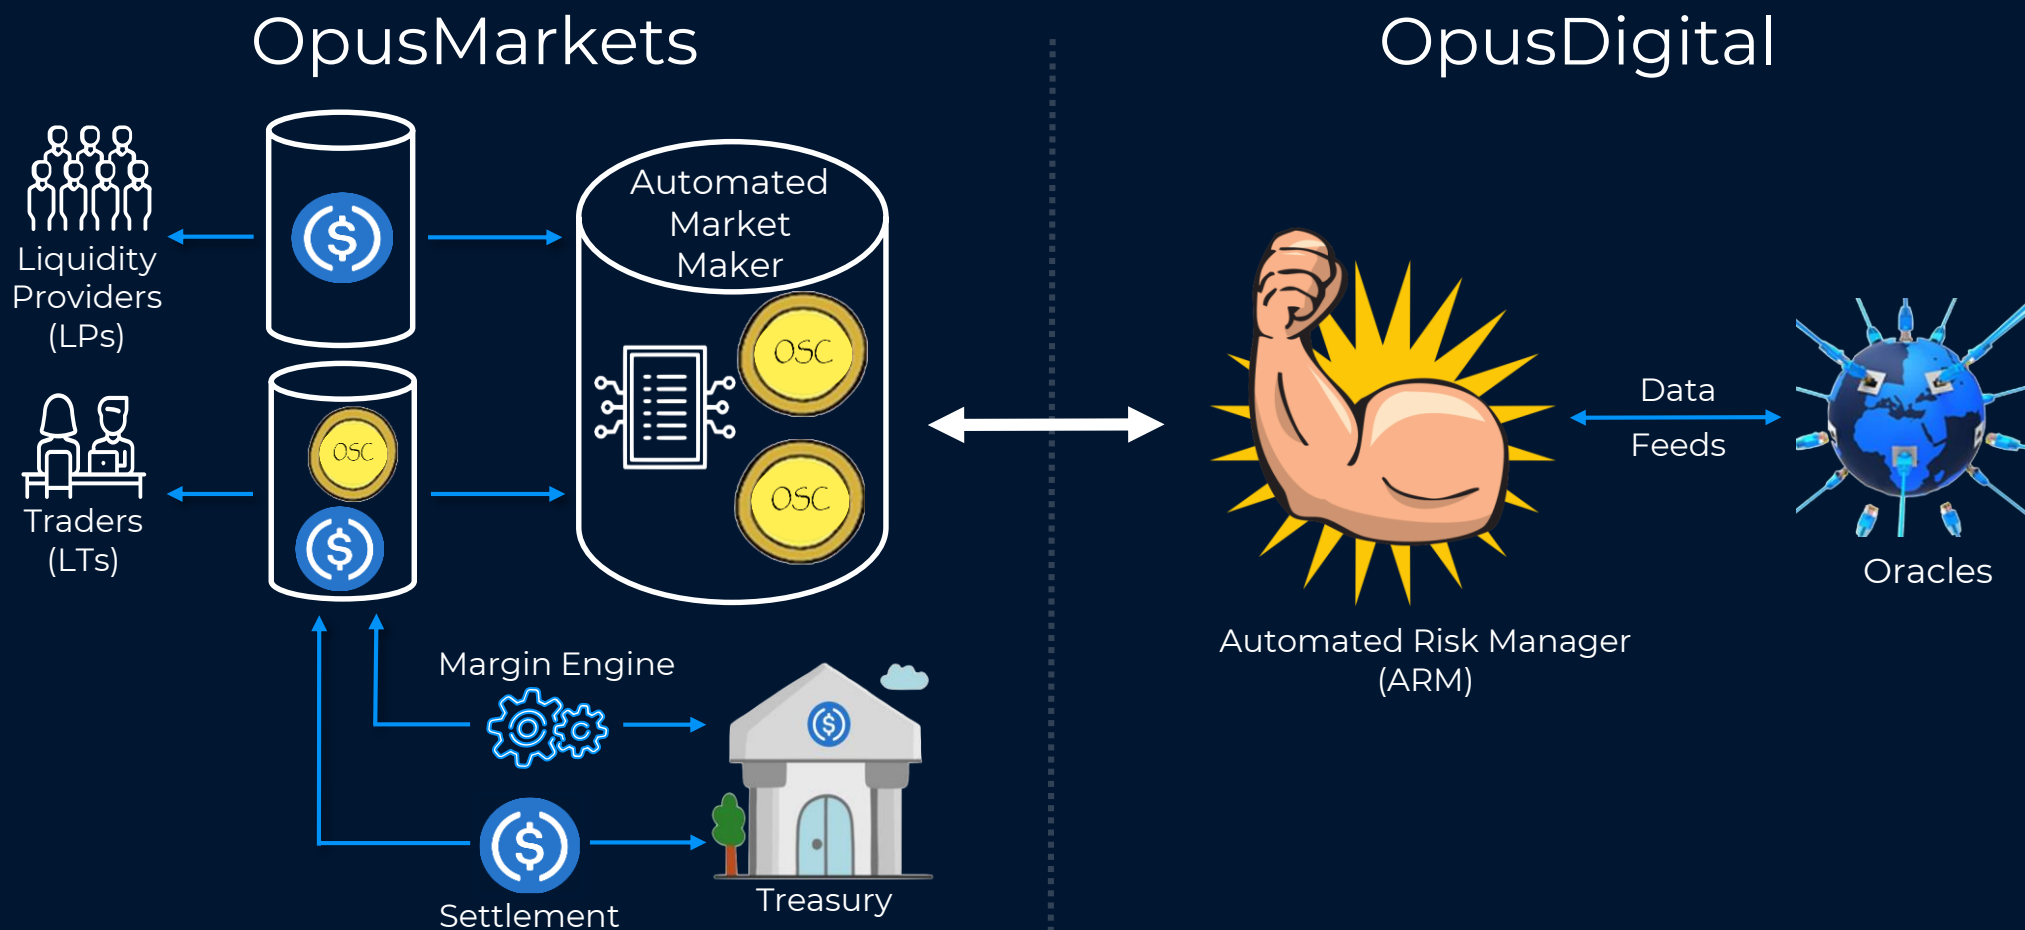 OpusMarkets
OpusDigital
Liquidity
Providers
(LPs)
$
Automated
Market
Maker
OSC
OSC
Traders
(LTs)
OSC
$
Margin Engine
$
Treasury
$
Settlement
Automated Risk Manager
(ARM)
Data
Feeds
Oracles